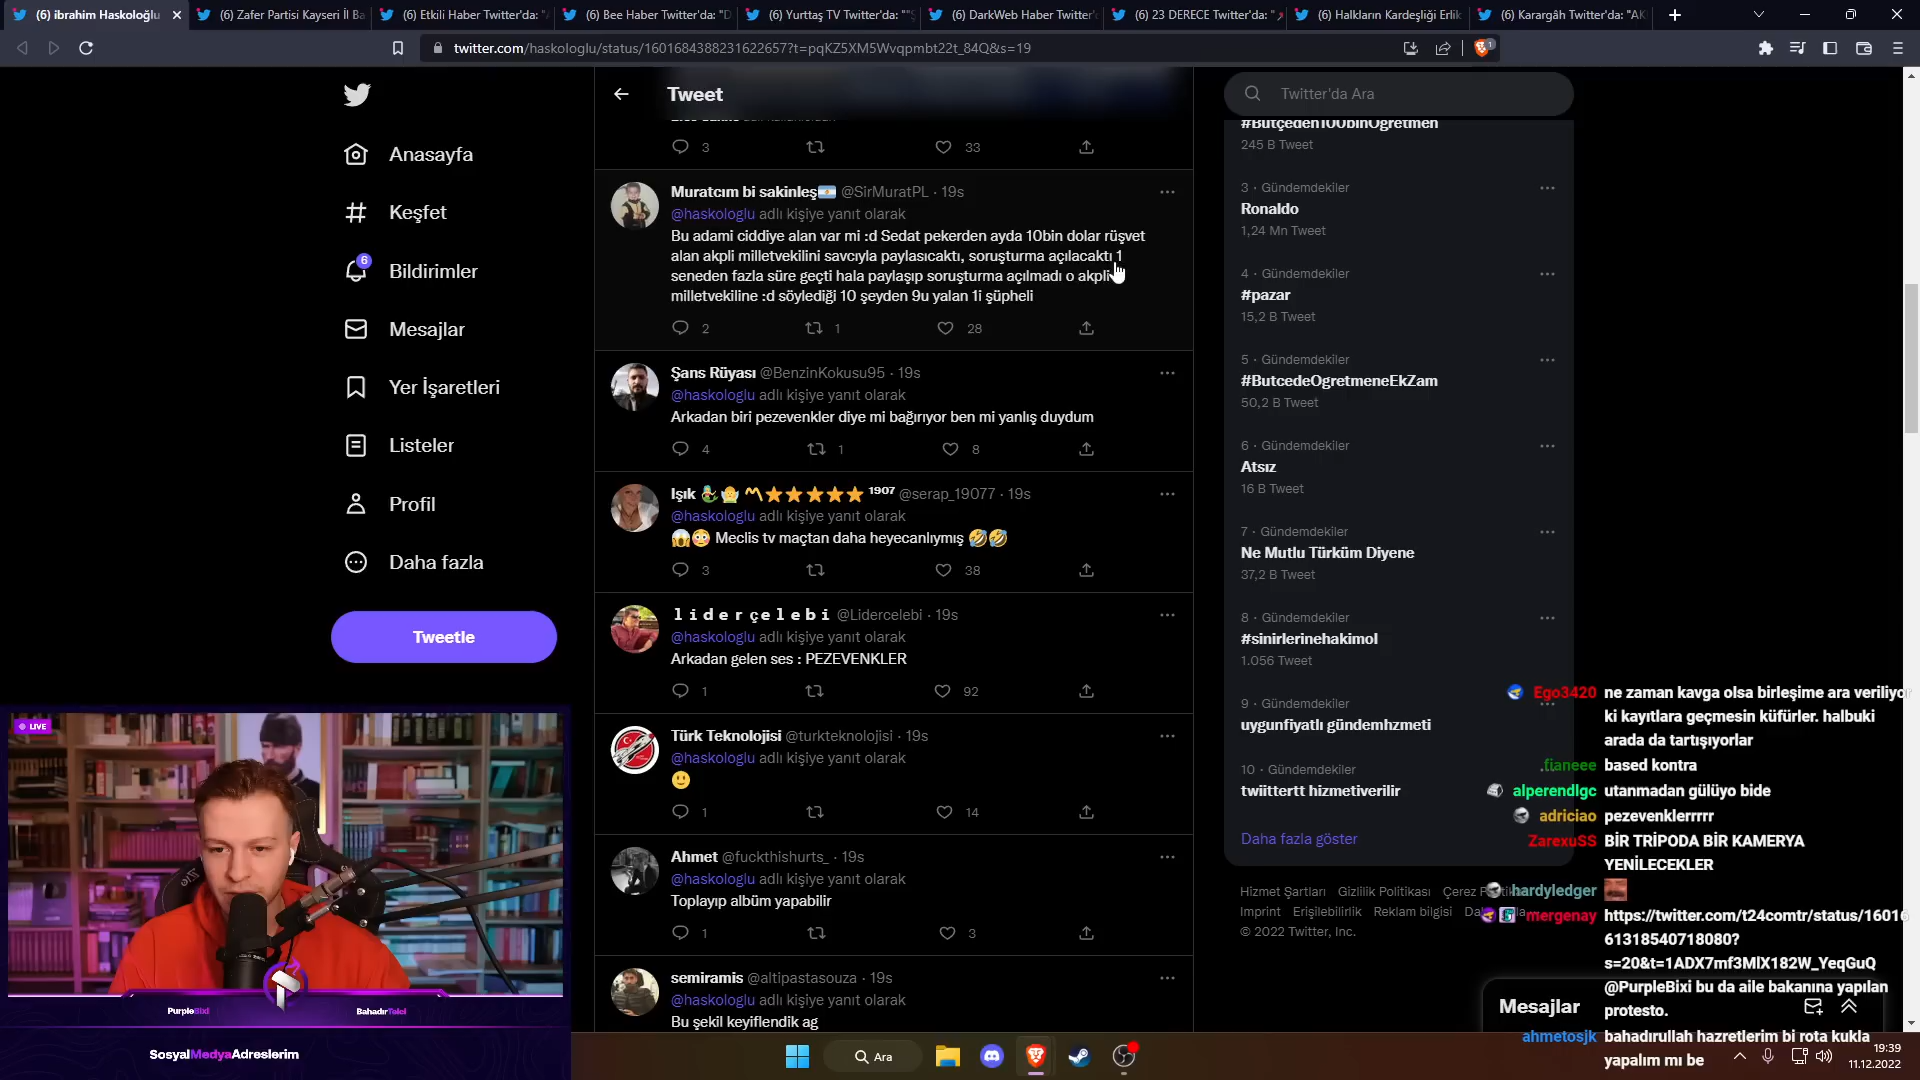 (6) ibrahim Haskoloğlu
(6) Zafer Partisi Kayseri İl Ba
(6) Etkili Haber Twitter'da: "A
(6) Bee Haber Twitter'da: "D
(6) Yurttaş TV Twitter'da:
(6) DarkWeb Haber Twitter'
(6) 23 DERECE Twitter'da: "
(6) Halkların Kardeşliği Erlik
(6) Karargâh Twitter'da: "AK
twitter.com/haskologlu/status/1601684388231622657?t=pqKZ5XM5Wvqpmbt22t_84Q&s=19
Anasayfa
Keşfet
6
Bildirimler
Mesajlar
Yer İşaretleri
Listeler
Profil
Daha fazla
Tweetle
Tweet
3 33
Muratcım bi sakinleş🇦🇷 @SirMuratPL · 19s
@haskologlu adlı kişiye yanıt olarak
Bu adami ciddiye alan var mi :d Sedat pekerden ayda 10bin dolar rüşvet
alan akpli milletvekilini savcıyla paylasıcaktı, soruşturma açılacaktı 1
seneden fazla süre geçti hala paylaşıp soruşturma açılmadı o akpli
milletvekiline :d söylediği 10 şeyden 9u yalan 1i şüpheli
2 1 28
Şans Rüyası @BenzinKokusu95 · 19s
@haskologlu adlı kişiye yanıt olarak
Arkadan biri pezevenkler diye mi bağırıyor ben mi yanlış duydum
4 1 8
Işık ⭐⭐⭐⭐⭐ ¹⁹⁰⁷ @serap_19077 · 19s
@haskologlu adlı kişiye yanıt olarak
😱😳 Meclis tv maçtan daha heyecanlıymış 🤣🤣
3 38
l i d e r ç e l e b i @Lidercelebi · 19s
@haskologlu adlı kişiye yanıt olarak
Arkadan gelen ses : PEZEVENKLER
1 92
Türk Teknolojisi @turkteknolojisi · 19s
@haskologlu adlı kişiye yanıt olarak
🙂
1 14
Ahmet @fuckthishurts_ · 19s
@haskologlu adlı kişiye yanıt olarak
Toplayıp albüm yapabilir
1 3
semiramis @altipastasouza · 19s
@haskologlu adlı kişiye yanıt olarak
Bu şekil keyiflendik ag
Twitter'da Ara
#Butçeden100binOgretmen
245 B Tweet
3 · Gündemdekiler
Ronaldo
1,24 Mn Tweet
4 · Gündemdekiler
#pazar
15,2 B Tweet
5 · Gündemdekiler
#ButcedeOgretmeneEkZam
50,2 B Tweet
6 · Gündemdekiler
Atsız
16 B Tweet
7 · Gündemdekiler
Ne Mutlu Türküm Diyene
37,2 B Tweet
8 · Gündemdekiler
#sinirlerinehakimol
1.056 Tweet
9 · Gündemdekiler
uygunfiyatlı gündemhzmeti
10 · Gündemdekiler
twiittertt hizmetiverilir
Daha fazla göster
Hizmet Şartları Gizlilik Politikası Çerez
Imprint Erişilebilirlik Reklam bilgisi
© 2022 Twitter, Inc.
Mesajlar
Ego3420 ne zaman kavga olsa birleşime ara veriliyor
ki kayıtlara geçmesin küfürler. halbuki
arada da tartışıyorlar
fianeee based kontra
alperendlgc utanmadan gülüyo bide
adriciao pezevenklerrrrr
ZarexuSS BİR TRİPODA BİR KAMERYA
YENİLECEKLER
hardyledger
mergenay https://twitter.com/t24comtr/status/16016
61318540718080?
s=20&t=1ADX7mf3MlX182W_YeqGuQ
@PurpleBixi bu da aile bakanına yapılan
protesto.
ahmetosjk bahadırullah hazretlerim bi rota kukla
yapalım mı be
LIVE
PurpleBixi
BahadırTelci
SosyalMedyaAdreslerim
Ara
19:39
11.12.2022